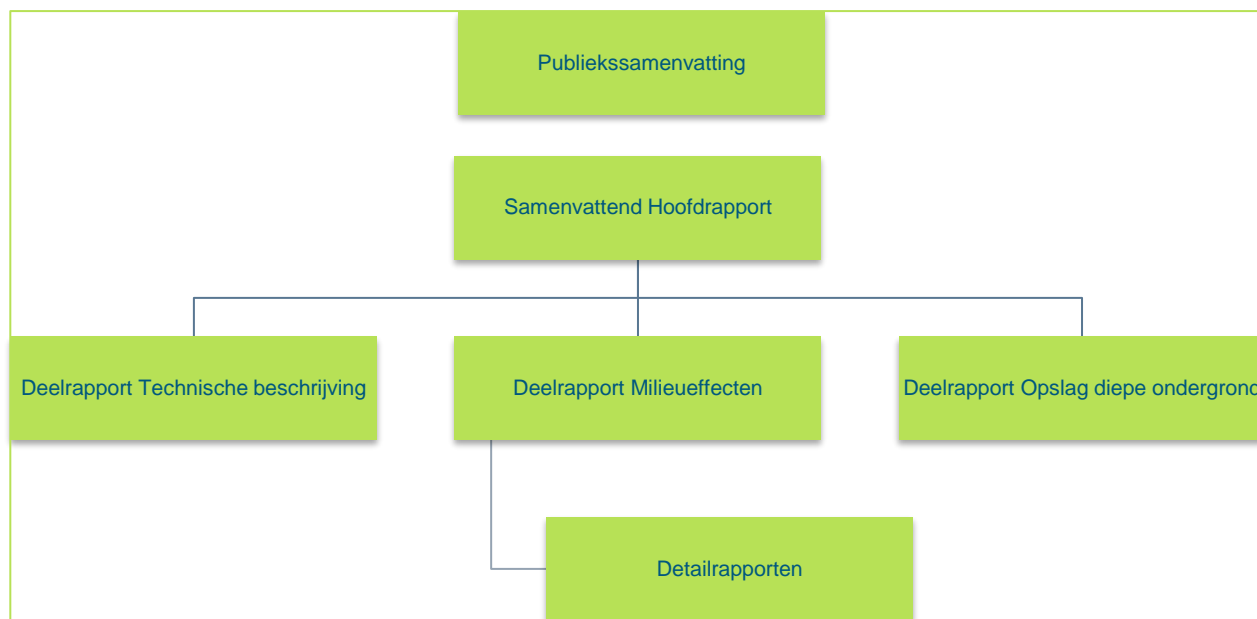 Publiekssamenvatting
Samenvattend Hoofdrapport
Deelrapport Technische beschrijving
Deelrapport Milieueffecten
Deelrapport Opslag diepe ondergrond
Detailrapporten